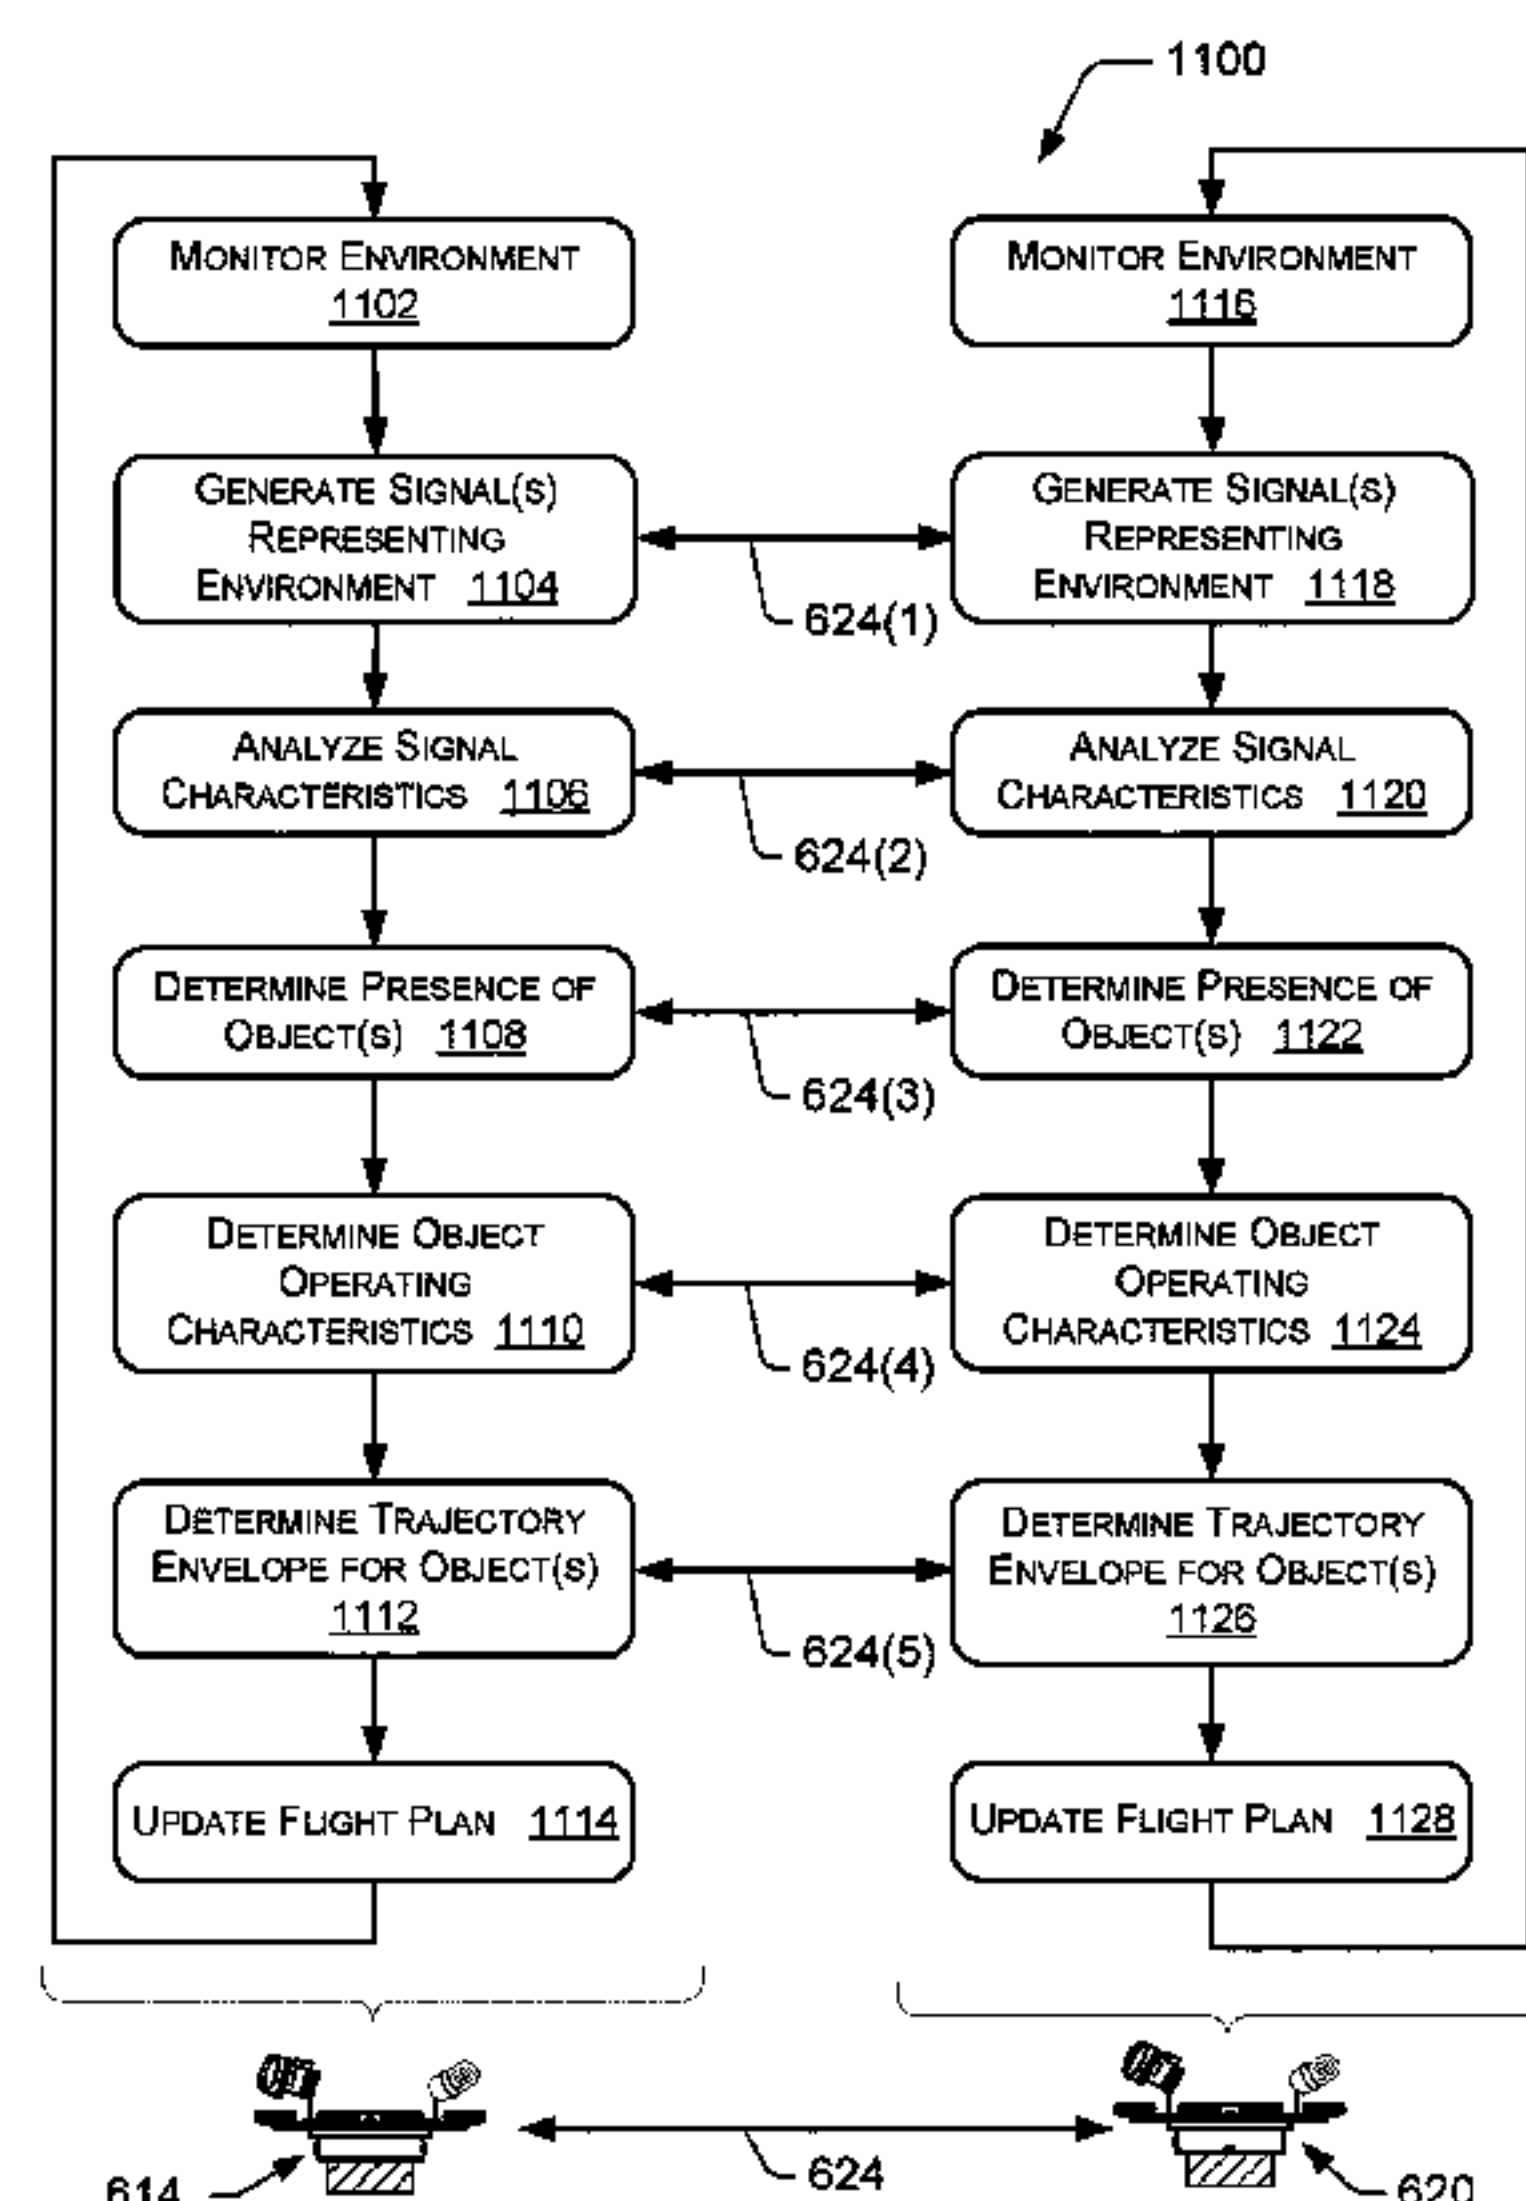 1100
MONITOR ENVIRONMENT
1102
GENERATE SIGNAL(S)
REPRESENTING
ENVIRONMENT 1104
ANALYZE SIGNAL
CHARACTERISTICS 1106
DETERMINE PRESENCE OF
OBJECT(S) 1108
DETERMINE OBJECT
OPERATING
CHARACTERISTICS 1110
DETERMINE TRAJECTORY
ENVELOPE FOR OBJECT(S)
1112
UPDATE FLIGHT PLAN 1114
624(1)
624(2)
624(3)
624(4)
624(5)
MONITOR ENVIRONMENT
1116
GENERATE SIGNAL(S)
REPRESENTING
ENVIRONMENT 1118
ANALYZE SIGNAL
CHARACTERISTICS 1120
DETERMINE PRESENCE OF
OBJECT(S) 1122
DETERMINE OBJECT
OPERATING
CHARACTERISTICS 1124
DETERMINE TRAJECTORY
ENVELOPE FOR OBJECT(S)
1126
UPDATE FLIGHT PLAN 1128
614
624
620